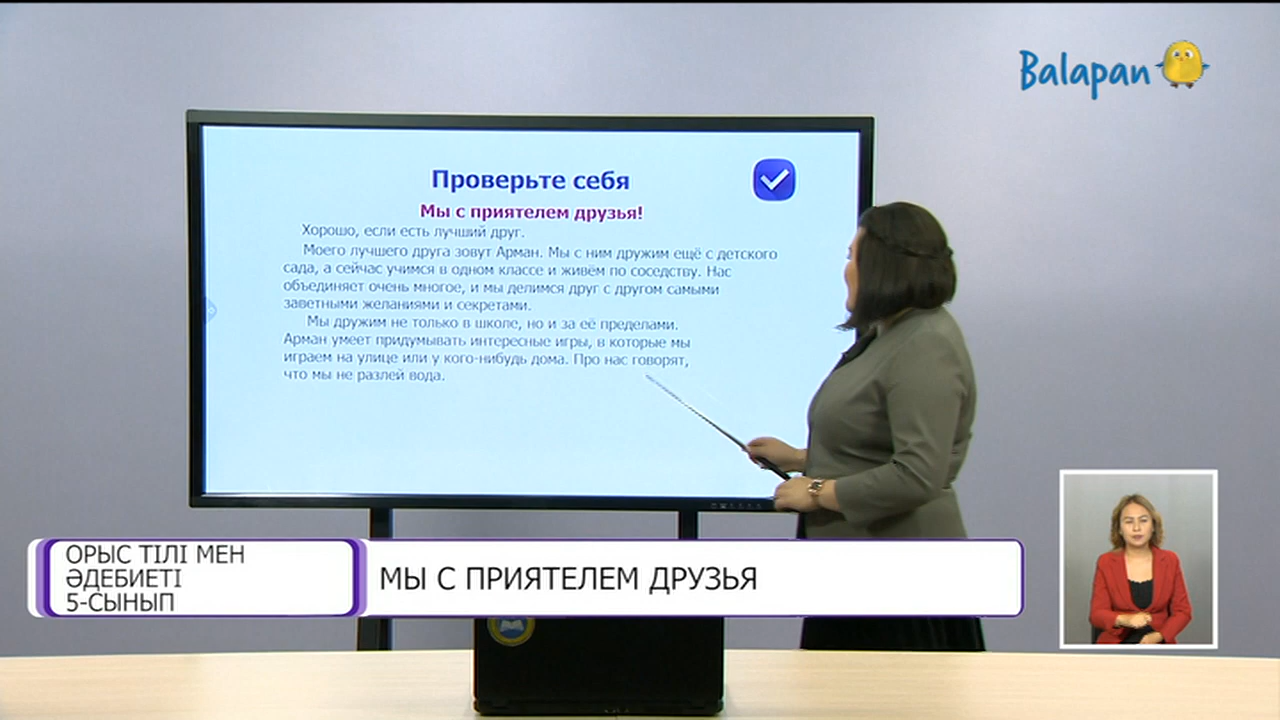 Balapan
Проверьте себя
Мы с приятелем друзья!
Хорошо, если есть лучший друг.
Моего лучшего друга зовут Арман. Мы с ним дружим ещё с детского
сада, а сейчас учимся в одном классе и живём по соседству. Нас
объединяет очень многое, и мы делимся друг с другом самыми
заветными желаниями и секретами.
Мы дружим не только в школе, но и за её пределами.
Арман умеет придумывать интересные игры, в которые мы
играем на улице или у кого-нибудь дома. Про нас говорят,
что мы не разлей вода.
ОРЫС ТІЛІ МЕН
ӘДЕБИЕТІ
5-СЫНЫП
МЫ С ПРИЯТЕЛЕМ ДРУЗЬЯ